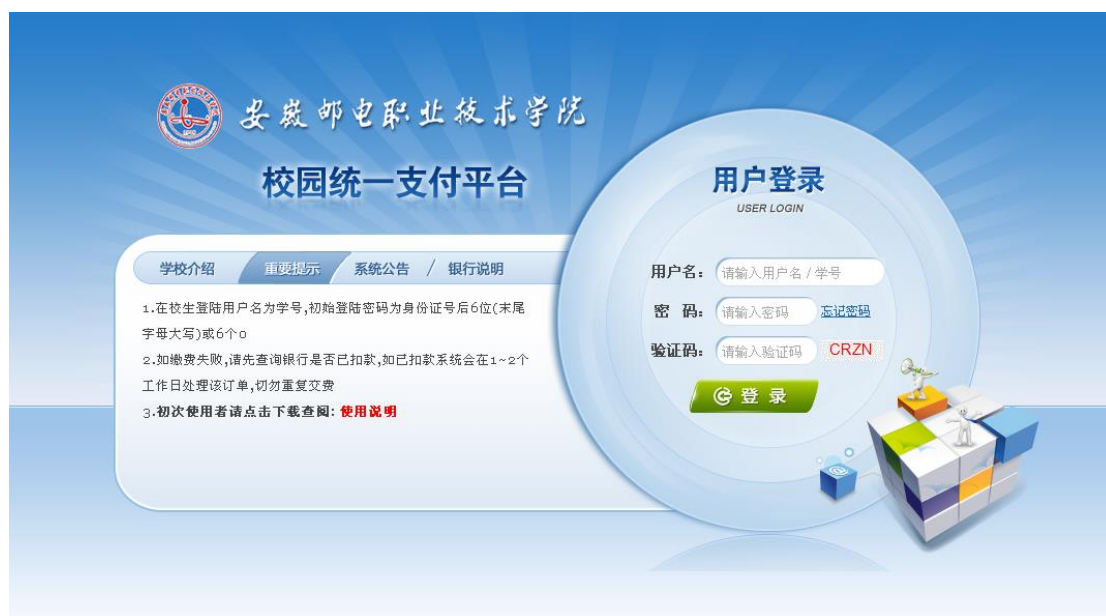 安徽邮电职业技术学院
校园统一支付平台
学校介绍 重要提示 系统公告 / 银行说明
1.在校生登陆用户名为学号,初始登陆密码为身份证号后6位(末尾
字母大写)或6个o
2.如缴费失败,请先查询银行是否已扣款,如已扣款系统会在1~2个
工作日处理该订单,切勿重复交费
3.初次使用者请点击下载查阅: 使用说明
用户登录
USER LOGIN
用户名: 请输入用户名 / 学号
密 码: 请输入密码 忘记密码
验证码: 请输入验证码 CRZN
登 录